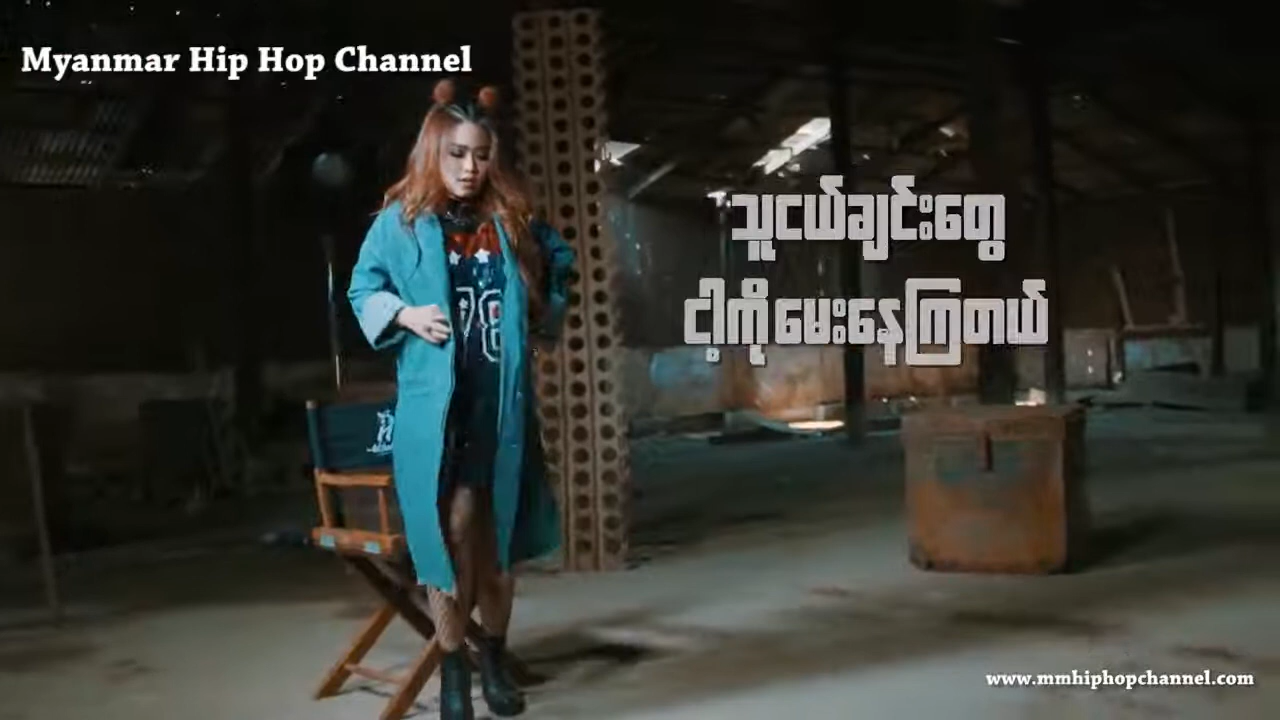 Myanmar Hip Hop Channel
သူငယ်ချင်းတွေ
ငါ့ကို မေးနေကြတယ်
78
www.mmhiphopchannel.com